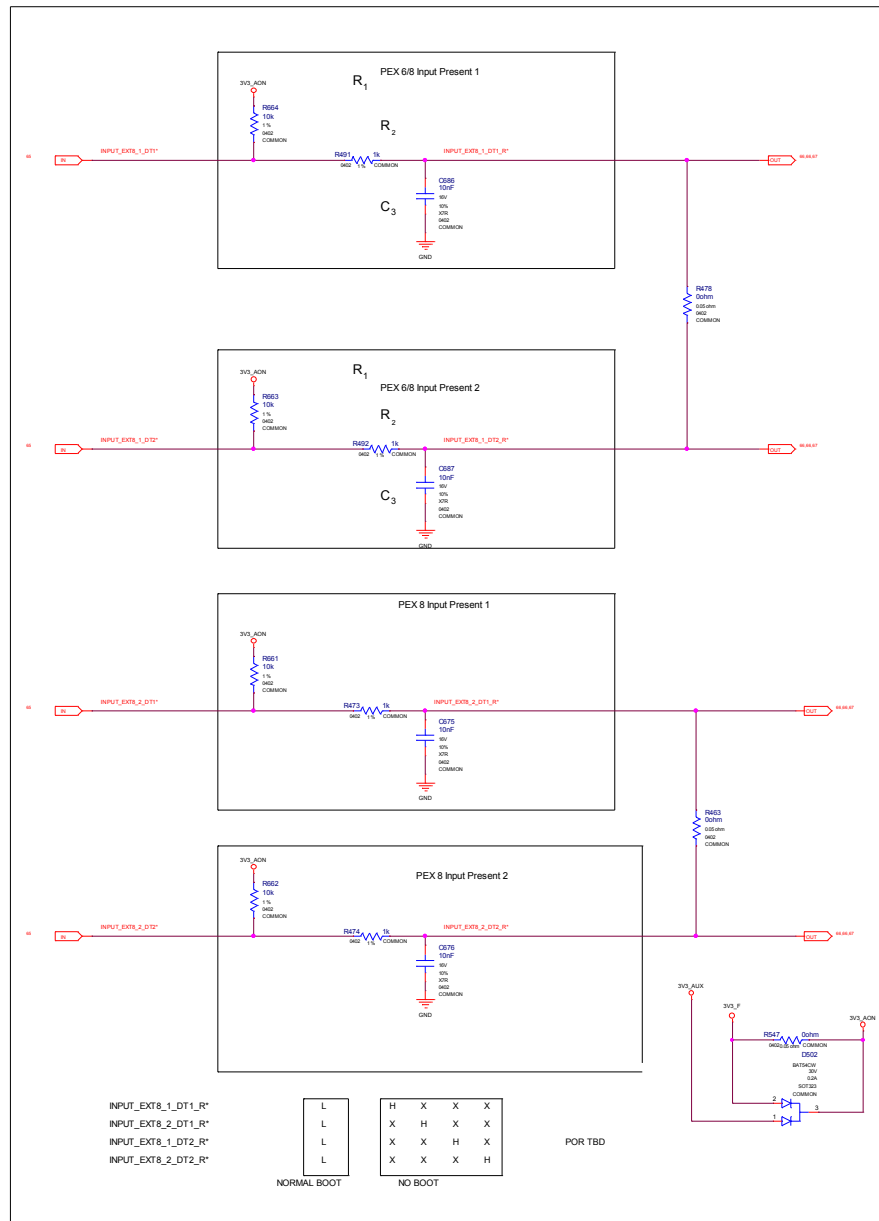 PEX 6/8 Input Present 1
R1
3V3_AON
R664
10k
1 %
0402
COMMON
R2
INPUT_EXT8_1_DT1*
R491 1k
0402 1 % COMMON
INPUT_EXT8_1_DT1_R*
IN
OUT
C686
10nF
16V
10%
X7R
0402
COMMON
C3
GND
R478
0ohm
0.05 ohm
0402
COMMON
R1
3V3_AON
PEX 6/8 Input Present 2
R663
10k
1 %
0402
COMMON
R2
INPUT_EXT8_1_DT2*
R492 1k
0402 1 % COMMON
INPUT_EXT8_1_DT2_R*
IN
OUT
C687
10nF
16V
10%
X7R
0402
COMMON
C3
GND
PEX 8 Input Present 1
3V3_AON
R661
10k
1 %
0402
COMMON
INPUT_EXT8_2_DT1*
R473 1k
0402 1 % COMMON
INPUT_EXT8_2_DT1_R*
IN
OUT
C675
10nF
16V
10%
X7R
0402
COMMON
GND
R463
0ohm
0.05 ohm
0402
COMMON
3V3_AON
PEX 8 Input Present 2
R662
10k
1 %
0402
COMMON
INPUT_EXT8_2_DT2*
R474 1k
0402 1 % COMMON
INPUT_EXT8_2_DT2_R*
IN
OUT
C676
10nF
16V
10%
X7R
0402
COMMON
GND
3V3_AUX
3V3_F
3V3_AON
R547 0ohm
0402 0.05 ohm COMMON
D502
BAT54CW
30V
0.2A
SOT323
COMMON
2
1
3
INPUT_EXT8_1_DT1_R* L H X X X
INPUT_EXT8_2_DT1_R* L X H X X
INPUT_EXT8_1_DT2_R* L X X H X POR TBD
INPUT_EXT8_2_DT2_R* L X X X H
NORMAL BOOT NO BOOT